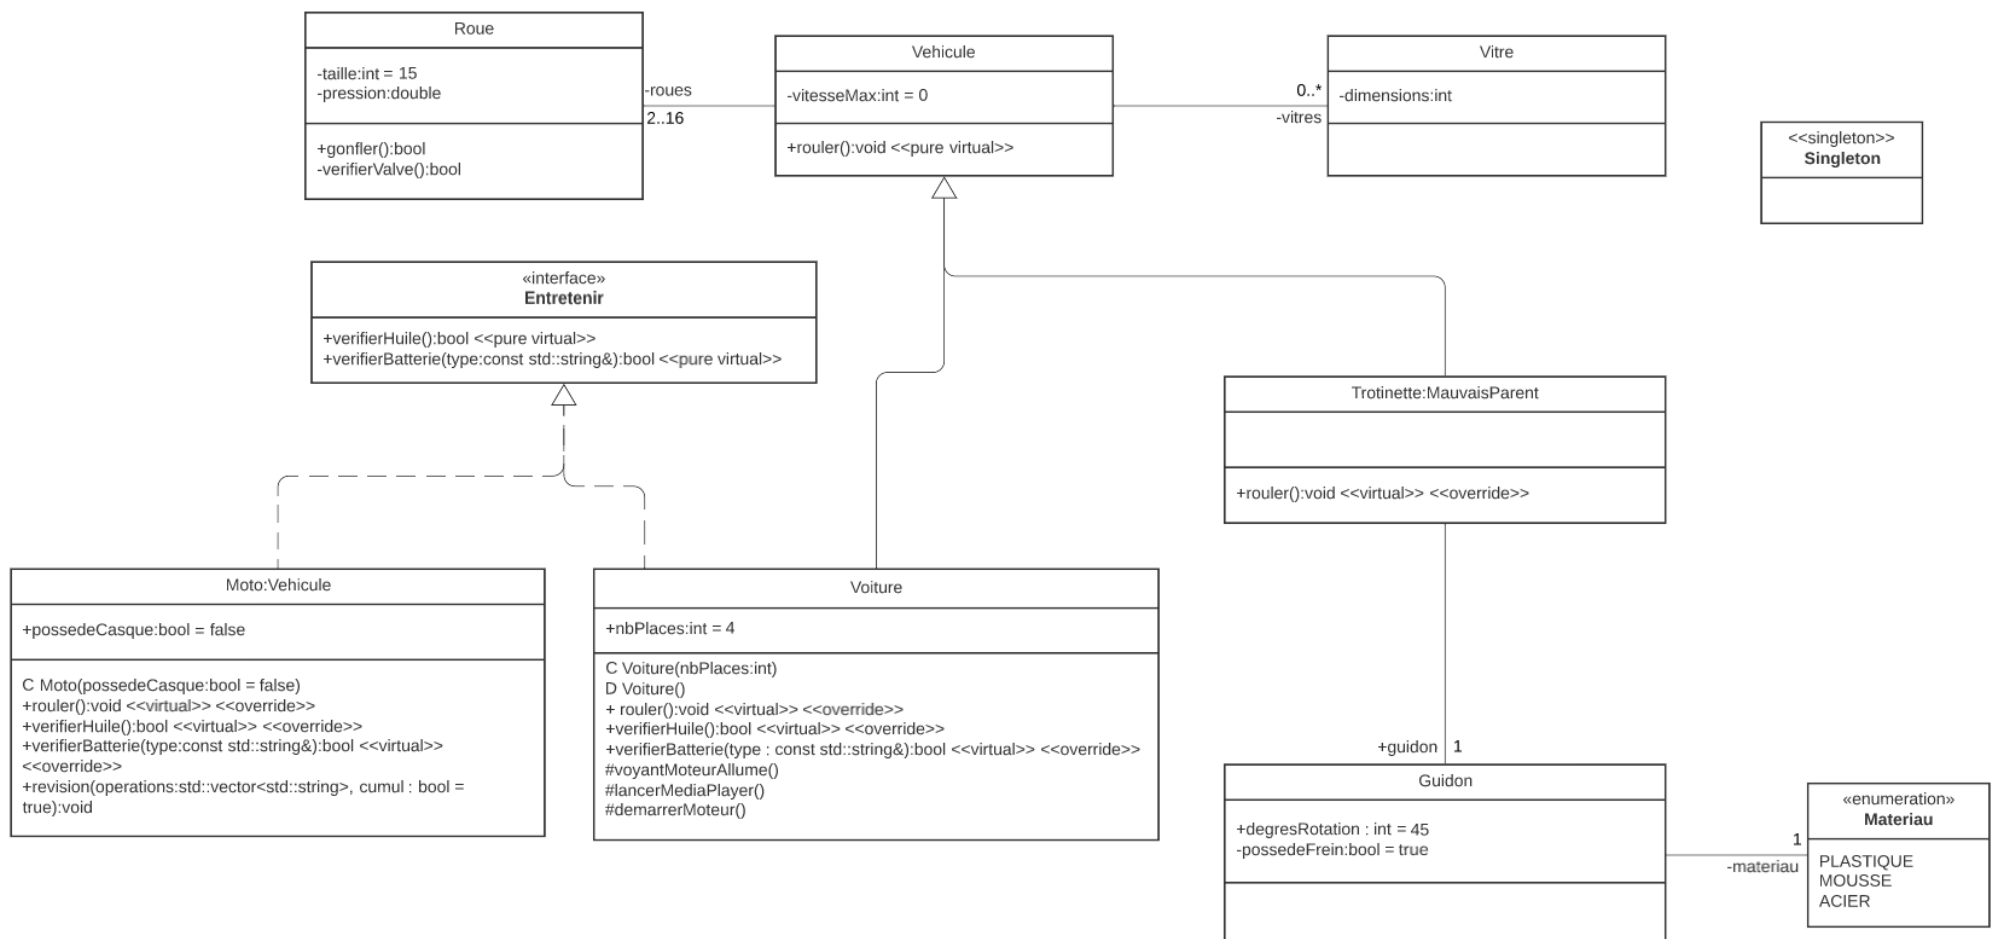 Roue
-taille:int = 15
-pression:double
+gonfler():bool
-verifierValve():bool
-roues
2..16
Vehicule
-vitesseMax:int = 0
+rouler():void <<pure virtual>>
0..*
-vitres
Vitre
-dimensions:int
<<singleton>>
Singleton
«interface»
Entretenir
+verifierHuile():bool <<pure virtual>>
+verifierBatterie(type:const std::string&):bool <<pure virtual>>
Trotinette:MauvaisParent
+rouler():void <<virtual>> <<override>>
Moto:Vehicule
+possedeCasque:bool = false
C Moto(possedeCasque:bool = false)
+rouler():void <<virtual>> <<override>>
+verifierHuile():bool <<virtual>> <<override>>
+verifierBatterie(type:const std::string&):bool <<virtual>>
<<override>>
+revision(operations:std::vector<std::string>, cumul : bool =
true):void
Voiture
+nbPlaces:int = 4
C Voiture(nbPlaces:int)
D Voiture()
+ rouler():void <<virtual>> <<override>>
+verifierHuile():bool <<virtual>> <<override>>
+verifierBatterie(type : const std::string&):bool <<virtual>> <<override>>
#voyantMoteurAllume()
#lancerMediaPlayer()
#demarrerMoteur()
+guidon
1
Guidon
+degresRotation : int = 45
-possedeFrein:bool = true
1
-materiau
«enumeration»
Materiau
PLASTIQUE
MOUSSE
ACIER